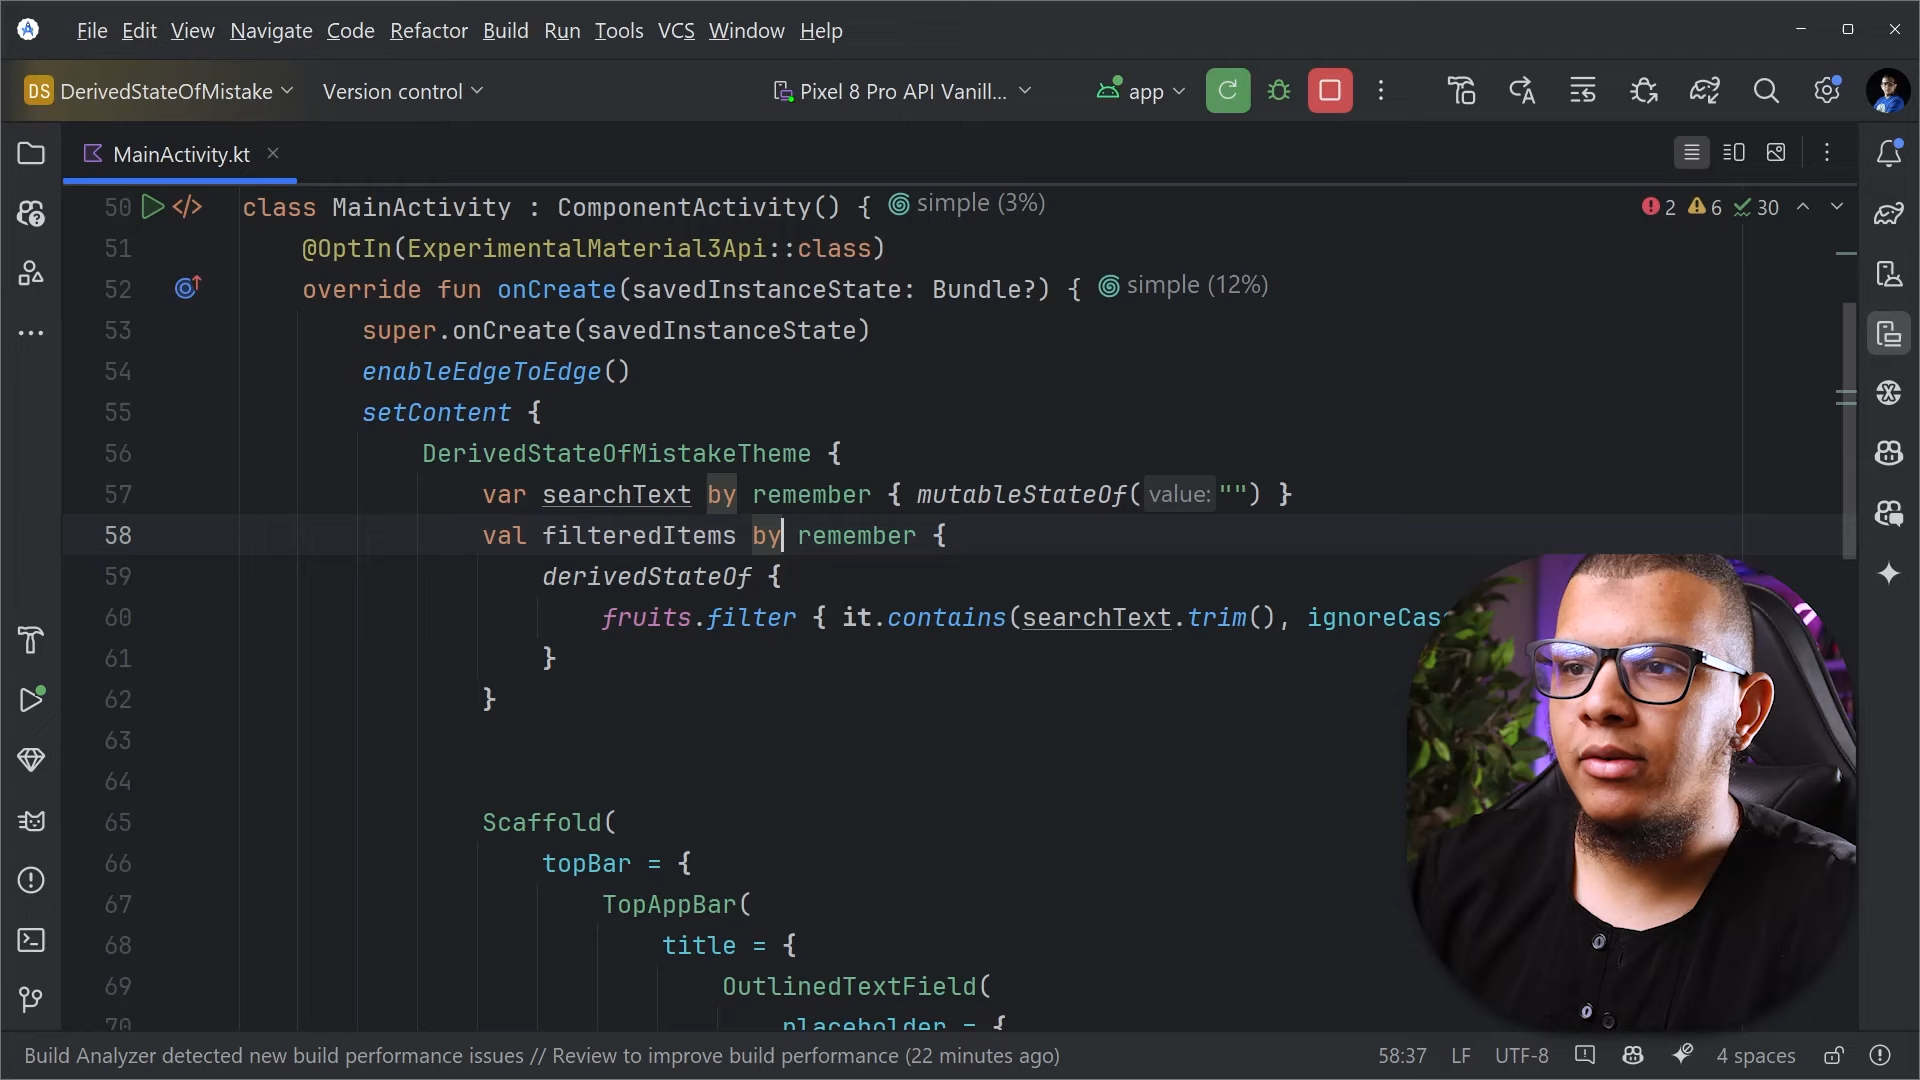 File Edit View Navigate Code Refactor Build Run Tools VCS Window Help
DS DerivedStateOfMistake Version control Pixel 8 Pro API Vanill... app
MainActivity.kt
50 class MainActivity : ComponentActivity() { simple (3%) 2 6 30
51 @OptIn(ExperimentalMaterial3Api::class)
52 override fun onCreate(savedInstanceState: Bundle?) { simple (12%)
53 super.onCreate(savedInstanceState)
54 enableEdgeToEdge()
55 setContent {
56 DerivedStateOfMistakeTheme {
57 var searchText by remember { mutableStateOf( value: "") }
58 val filteredItems by remember {
59 derivedStateOf {
60 fruits.filter { it.contains(searchText.trim(), ignoreCas
61 }
62 }
63
64
65 Scaffold(
66 topBar = {
67 TopAppBar(
68 title = {
69 OutlinedTextField(
70 placeholder = {
Build Analyzer detected new build performance issues // Review to improve build performance (22 minutes ago) 58:37 LF UTF-8 4 spaces